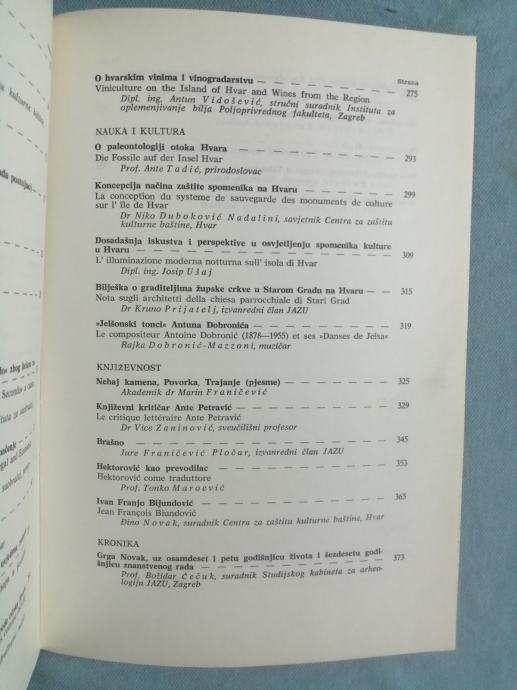 Strana
O hvarskim vinima i vinogradarstvu — — — — — — — — — 275
Viniculture on the Island of Hvar and Wines from the Region
Dipl. ing. Antun Vidošević, stručni suradnik Instituta za
oplemenjivanje bilja Poljoprivrednog fakulteta, Zagreb
NAUKA I KULTURA
O paleontologiji otoka Hvara — — — — — — — — — — 293
Die Fossile auf der Insel Hvar
Prof. Ante Tadić, prirodoslovac
Koncepcija načina zaštite spomenika na Hvaru — — — — — — 299
La conception du systeme de sauvegarde des monuments de culture
sur l' île de Hvar
Dr Niko Duboković Nadalini, savjetnik Centra za zaštitu
kulturne baštine, Hvar
Dosadašnja iskustva i perspektive u osvjetljenju spomenika kulture
u Hvaru — — — — — — — — — — — — — — 309
L' illuminazione moderna notturna sull' isola di Hvar
Dipl. ing. Josip Ušaj
Bilješka o graditeljima župske crkve u Starom Gradu na Hvaru — — 315
Nota sugli architetti della chiesa parrocchiale di Stari Grad
Dr Kruno Prijatelj, izvanredni član JAZU
»Jelšonski tonci« Antuna Dobronića — — — — — — — — 319
Le compositeur Antoine Dobronić (1878—1955) et ses »Danses de Jelsa«
Rajka Dobronić-Mazzoni, muzičar
KNJIŽEVNOST
Nehaj kamena, Povorka, Trajanje (pjesme) — — — — — — — 325
Akademik dr Marin Franičević
Književni kritičar Ante Petravić — — — — — — — — — 329
Le critique lettéraire Ante Petravić
Dr Vice Zaninović, sveučilišni profesor
Brašno — — — — — — — — — — — — — — 345
Jure Franičević Pločar, izvanredni član JAZU
Hektorović kao prevodilac — — — — — — — — — — 353
Hektorović come traduttore
Prof. Tonko Maroević
Ivan Franjo Bijundović — — — — — — — — — — — 365
Jean François Biundović
Đino Novak, suradnik Centra za zaštitu kulturne baštine, Hvar
KRONIKA
Grga Novak, uz osamdeset i petu godišnjicu života i šezdesetu godi-
šnjicu znanstvenog rada — — — — — — — — — — — 373
Prof. Božidar Čečuk, suradnik Studijskog kabineta za arheo-
logiju JAZU, Zagreb